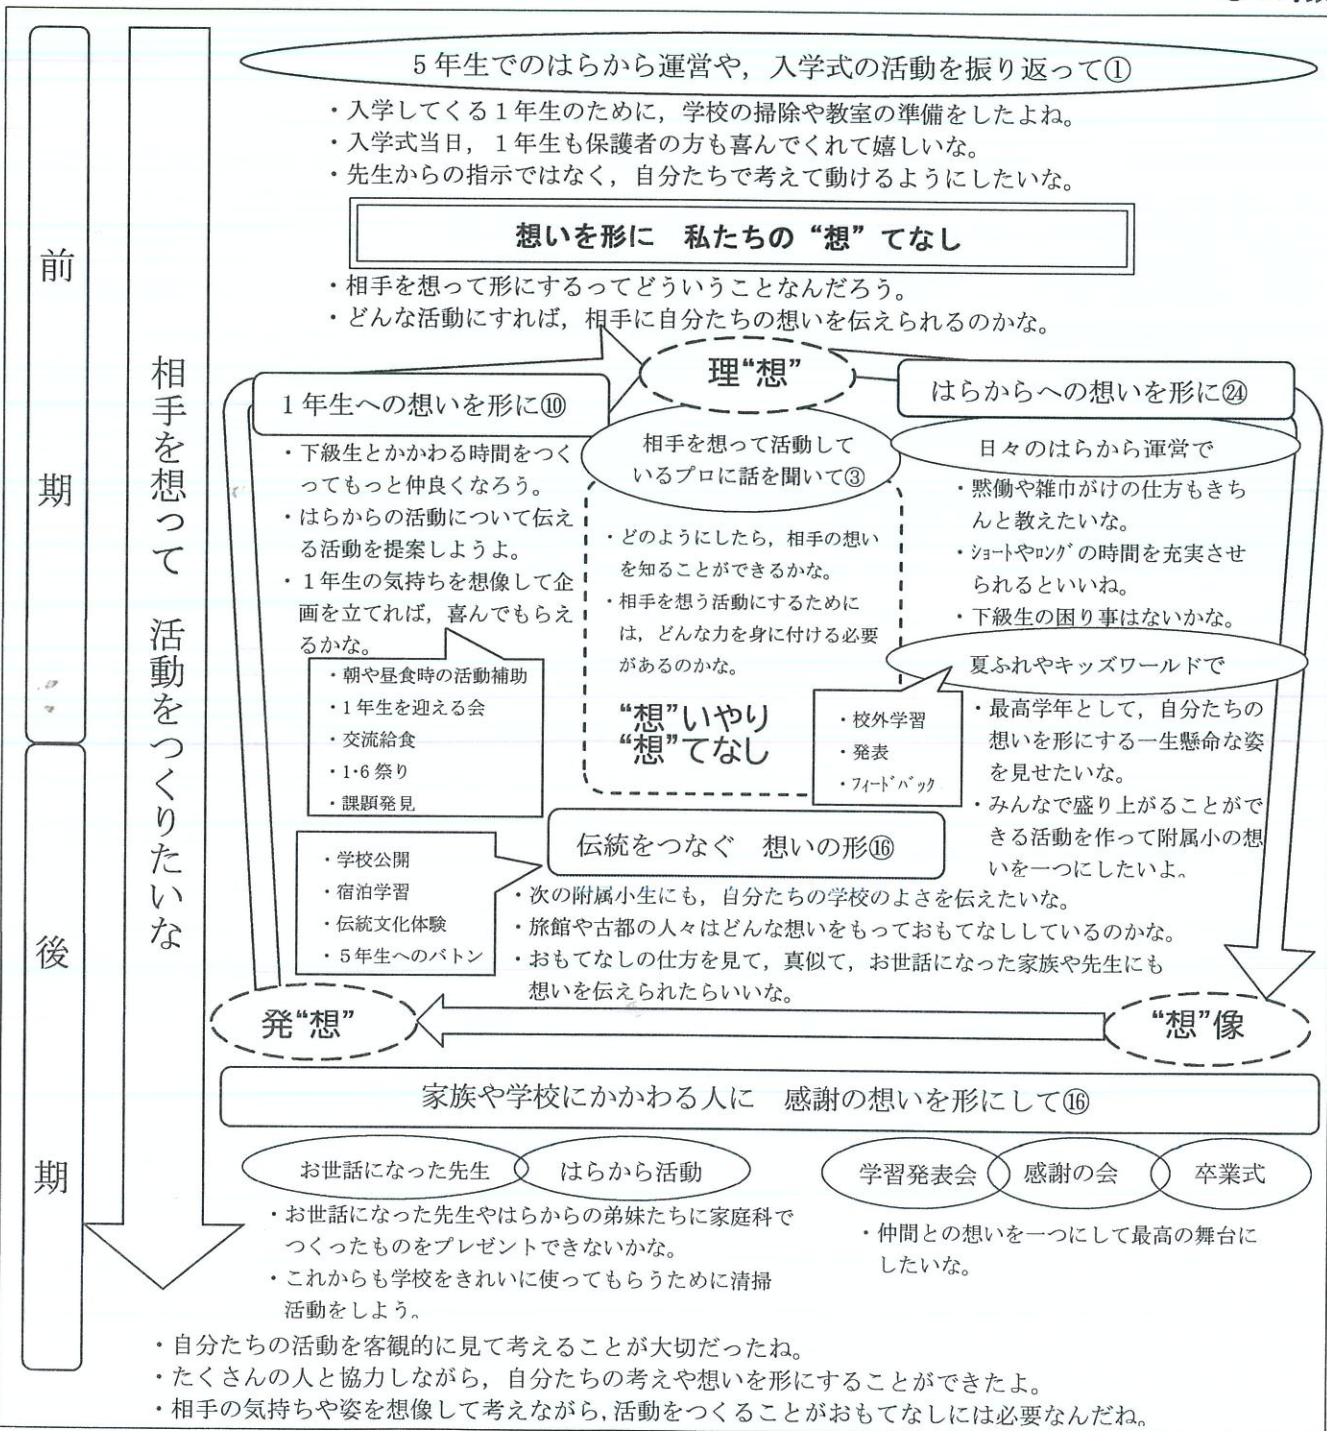 5年生でのはらから運営や，入学式の活動を振り返って①
・入学してくる1年生のために，学校の掃除や教室の準備をしたよね。
・入学式当日，1年生も保護者の方も喜んでくれて嬉しいな。
・先生からの指示ではなく，自分たちで考えて動けるようにしたいな。
想いを形に　私たちの“想”てなし
・相手を想って形にするってどういうことなんだろう。
・どんな活動にすれば，相手に自分たちの想いを伝えられるのかな。
前期
後期
相手を想って　活動をつくりたいな
理“想”
1年生への想いを形に⑩
・下級生とかかわる時間をつく
ってもっと仲良くなろう。
・はらからの活動について伝え
る活動を提案しようよ。
・1年生の気持ちを想像して企
画を立てれば，喜んでもらえ
るかな。
・朝や昼食時の活動補助
・1年生を迎える会
・交流給食
・1･6祭り
・課題発見
相手を想って活動して
いるプロに話を聞いて③
・どのようにしたら，相手の想い
を知ることができるかな。
・相手を想う活動にするために
は，どんな力を身に付ける必要
があるのかな。
“想”いやり
“想”てなし
はらからへの想いを形に㉔
日々のはらから運営で
・黙働や雑巾がけの仕方もきち
んと教えたいな。
・ｼｮｰﾄやﾛﾝｸﾞの時間を充実させ
られるといいね。
・下級生の困り事はないかな。
夏ふれやキッズワールドで
・校外学習
・発表
・ﾌｨｰﾄﾞﾊﾞｯｸ
・最高学年として，自分たちの
想いを形にする一生懸命な姿
を見せたいな。
・みんなで盛り上がることがで
きる活動を作って附属小の想
いを一つにしたいよ。
伝統をつなぐ　想いの形⑯
・学校公開
・宿泊学習
・伝統文化体験
・5年生へのバトン
・次の附属小生にも，自分たちの学校のよさを伝えたいな。
・旅館や古都の人々はどんな想いをもっておもてなししているのかな。
・おもてなしの仕方を見て，真似て，お世話になった家族や先生にも
想いを伝えられたらいいな。
発“想”
“想”像
家族や学校にかかわる人に　感謝の想いを形にして⑯
お世話になった先生
はらから活動
学習発表会
感謝の会
卒業式
・お世話になった先生やはらからの弟妹たちに家庭科で
つくったものをプレゼントできないかな。
・これからも学校をきれいに使ってもらうために清掃
活動をしよう。
・仲間との想いを一つにして最高の舞台に
したいな。
・自分たちの活動を客観的に見て考えることが大切だったね。
・たくさんの人と協力しながら，自分たちの考えや想いを形にすることができたよ。
・相手の気持ちや姿を想像して考えながら,活動をつくることがおもてなしには必要なんだね。